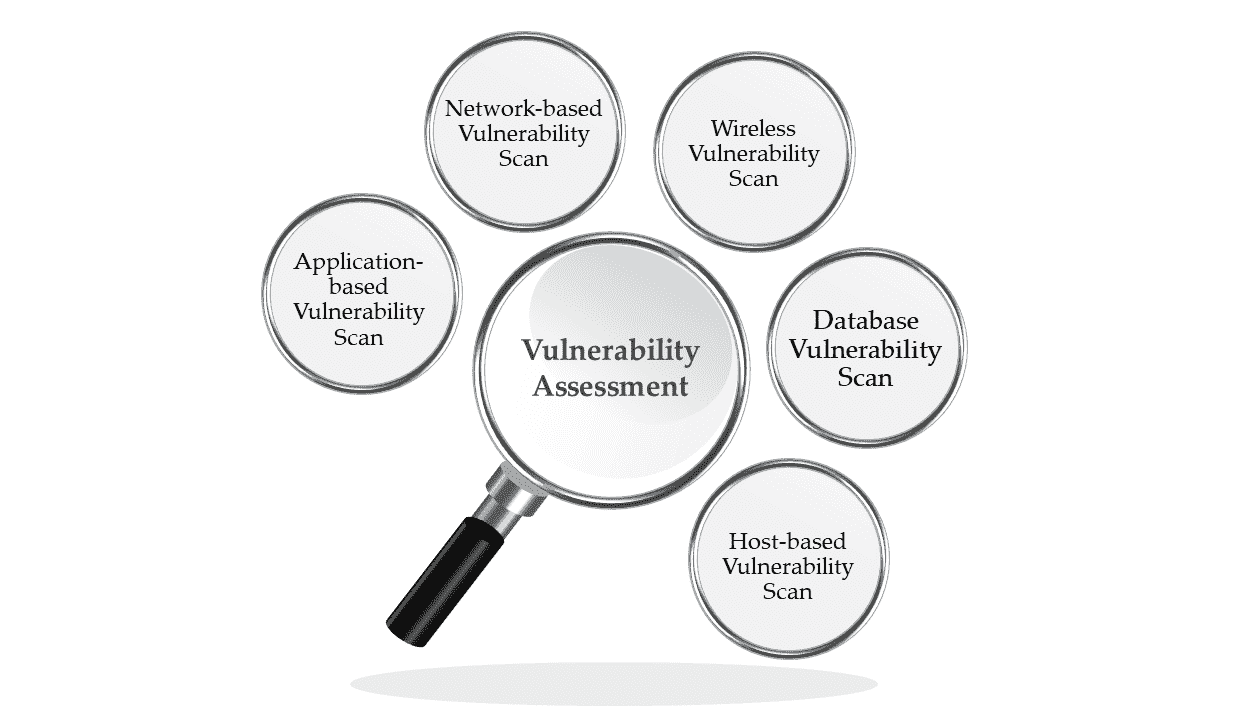 Network-based
Vulnerability
Scan
Wireless
Vulnerability
Scan
Application-
based
Vulnerability
Scan
Database
Vulnerability
Scan
Vulnerability
Assessment
Host-based
Vulnerability
Scan